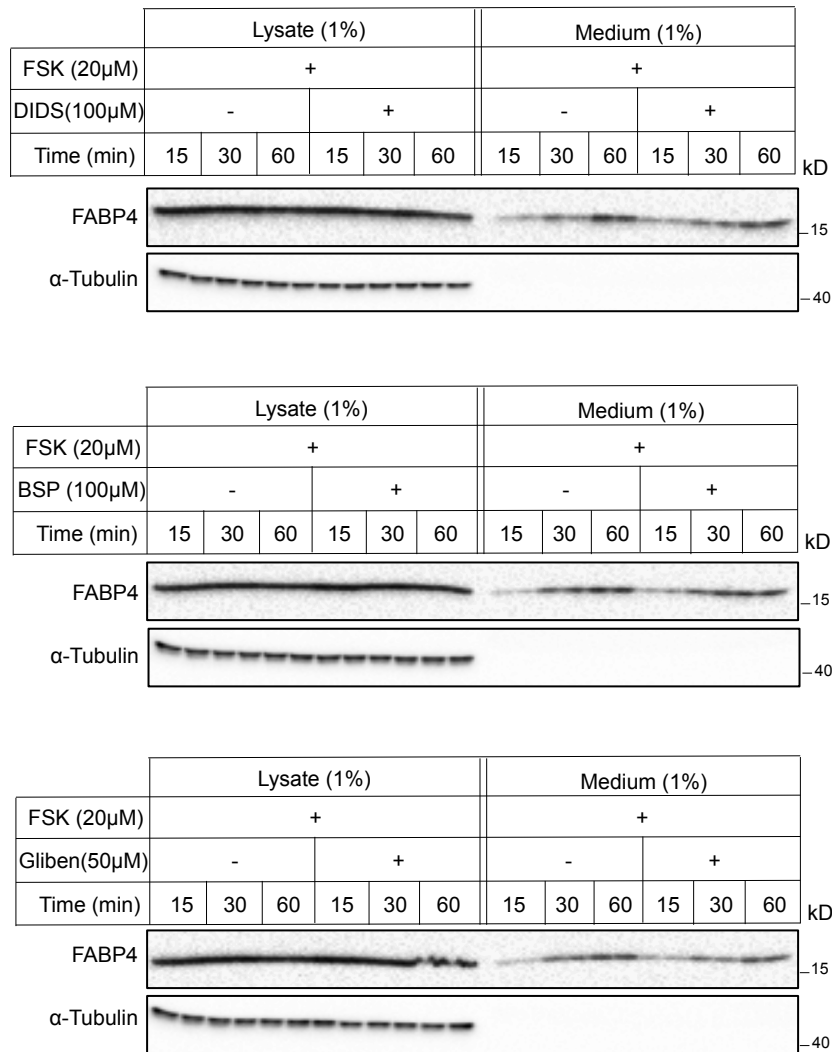 Lysate (1%) Medium (1%)
FSK (20µM) + +
DIDS(100µM) - + - +
Time (min) 15 30 60 15 30 60 15 30 60 15 30 60 kD
FABP4 15
α-Tubulin 40
Lysate (1%) Medium (1%)
FSK (20µM) + +
BSP (100µM) - + - +
Time (min) 15 30 60 15 30 60 15 30 60 15 30 60 kD
FABP4 15
α-Tubulin 40
Lysate (1%) Medium (1%)
FSK (20µM) + +
Gliben(50µM) - + - +
Time (min) 15 30 60 15 30 60 15 30 60 15 30 60 kD
FABP4 15
α-Tubulin 40